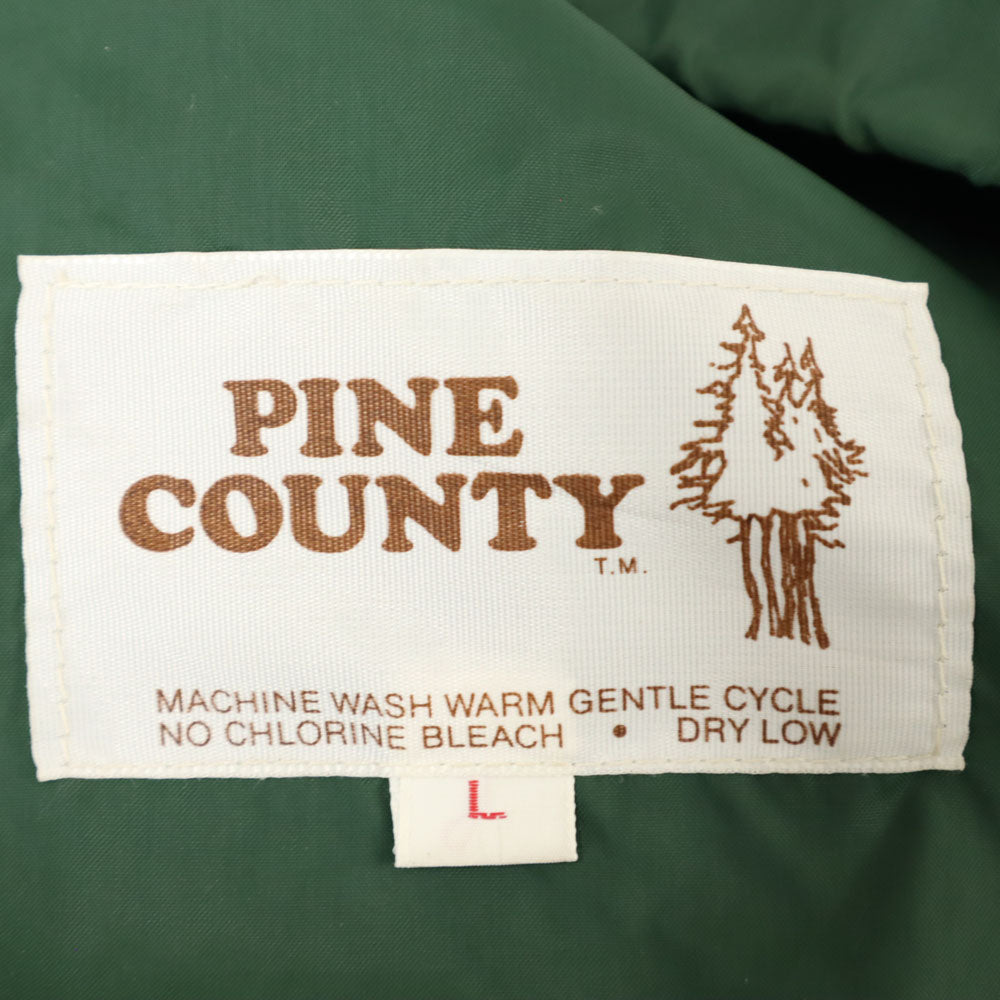 PINE
COUNTY
T.M.
MACHINE WASH WARM GENTLE CYCLE
NO CHLORINE BLEACH • DRY LOW
L